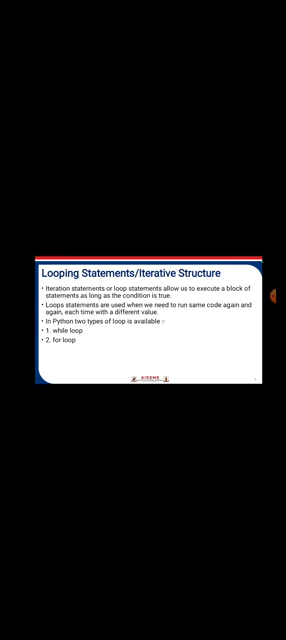 Looping Statements/Iterative Structure
• Iteration statements or loop statements allow us to execute a block of
statements as long as the condition is true.
• Loops statements are used when we need to run same code again and
again, each time with a different value.
• In Python two types of loop is available :-
• 1. while loop
• 2. for loop
AISSMS